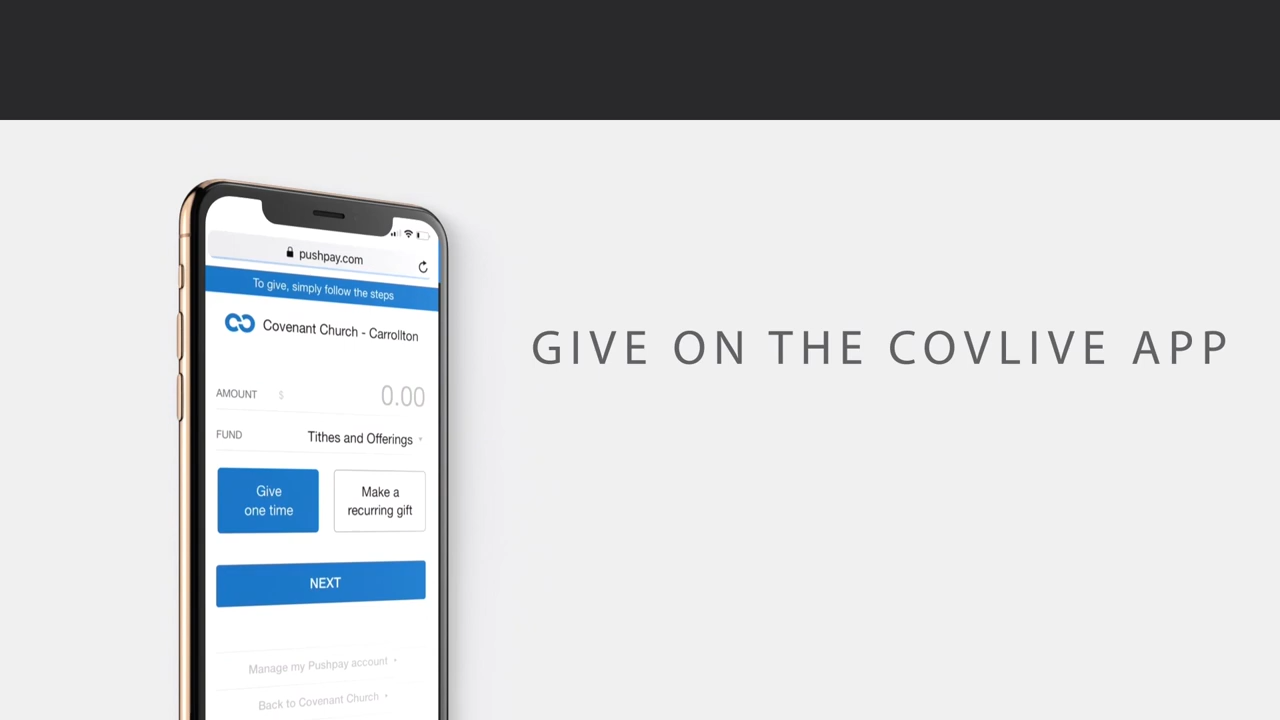 pushpay.com
To give, simply follow the steps
Covenant Church - Carrollton
AMOUNT $ 0.00
FUND Tithes and Offerings
Give
one time
Make a
recurring gift
NEXT
Manage my Pushpay account
Back to Covenant Church
GIVE ON THE COVLIVE APP